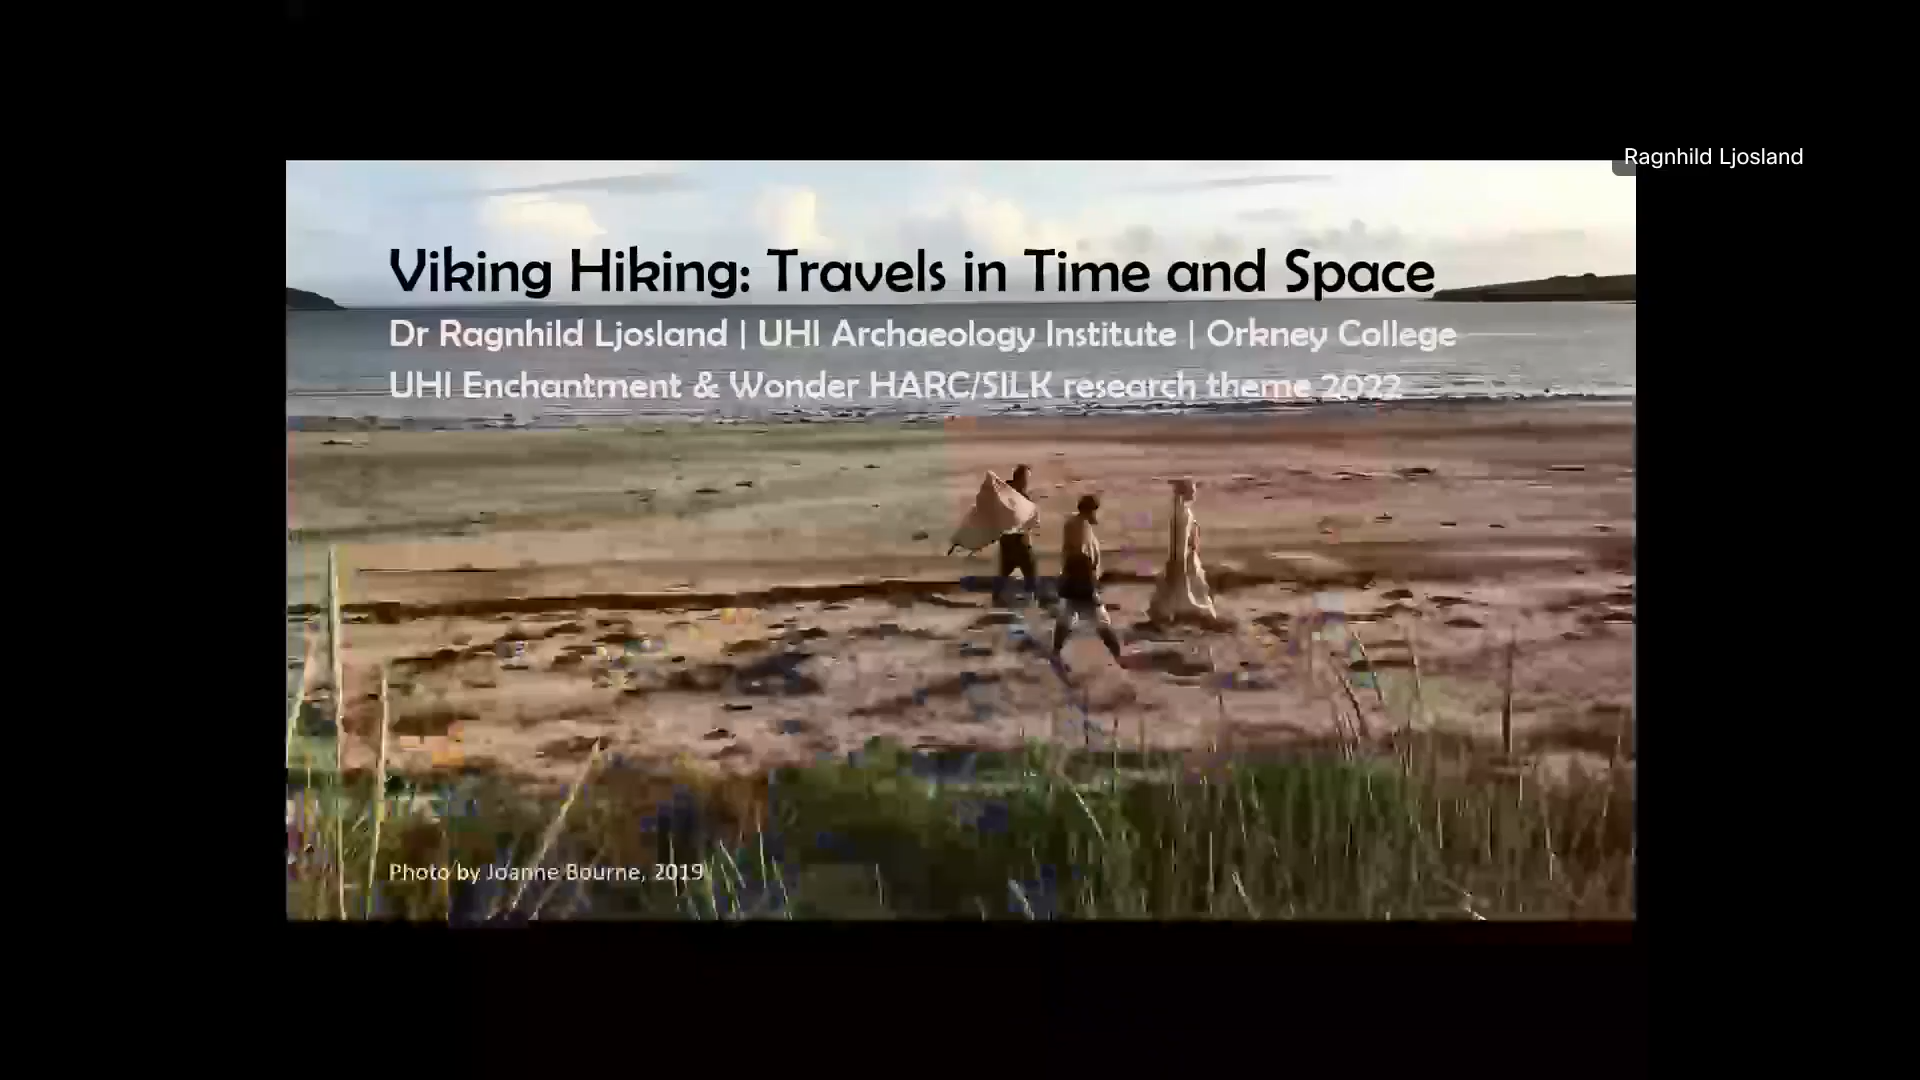 Ragnhild Ljosland
Viking Hiking: Travels in Time and Space
Dr Ragnhild Ljosland | UHI Archaeology Institute | Orkney College
UHI Enchantment & Wonder HARC/SILK research theme 2022
Photo by Joanne Bourne, 2019